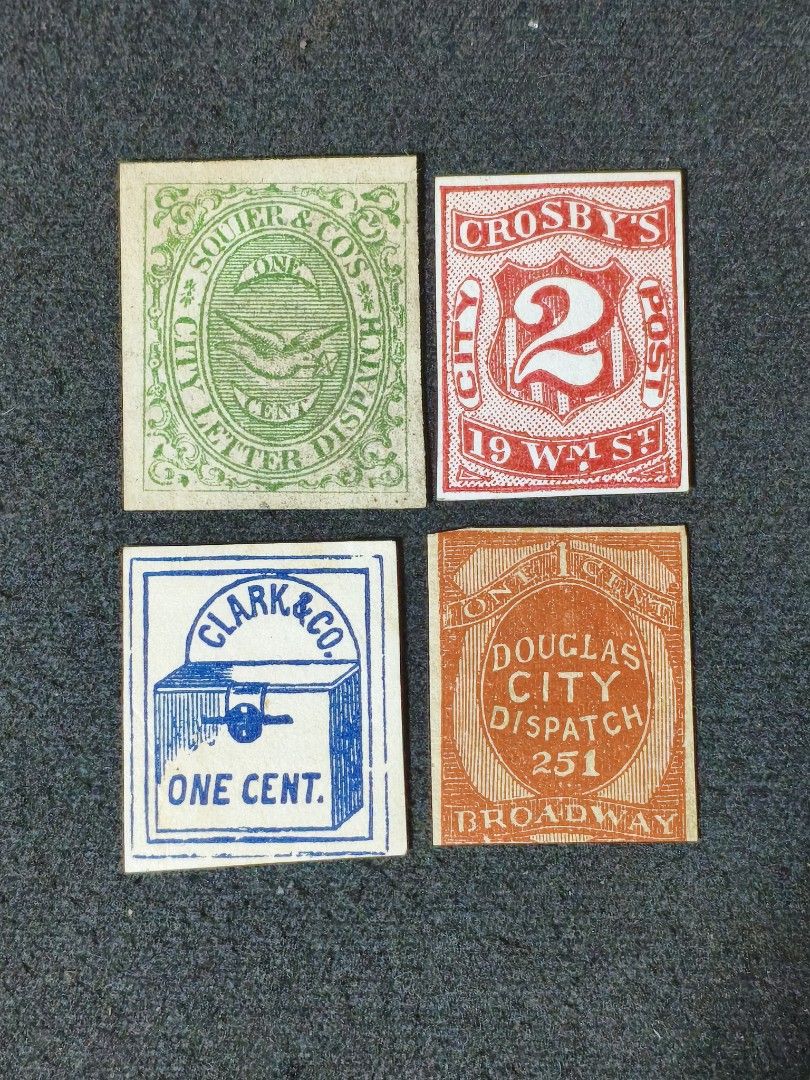 SQUIER & CO'S
ONE
CENT
* CITY LETTER DISPATCH *
CROSBY'S
CITY
2
POST
19 WM. ST.
CLARK & CO.
ONE CENT.
1
ONE CENT
DOUGLAS
CITY
DISPATCH
251
BROADWAY